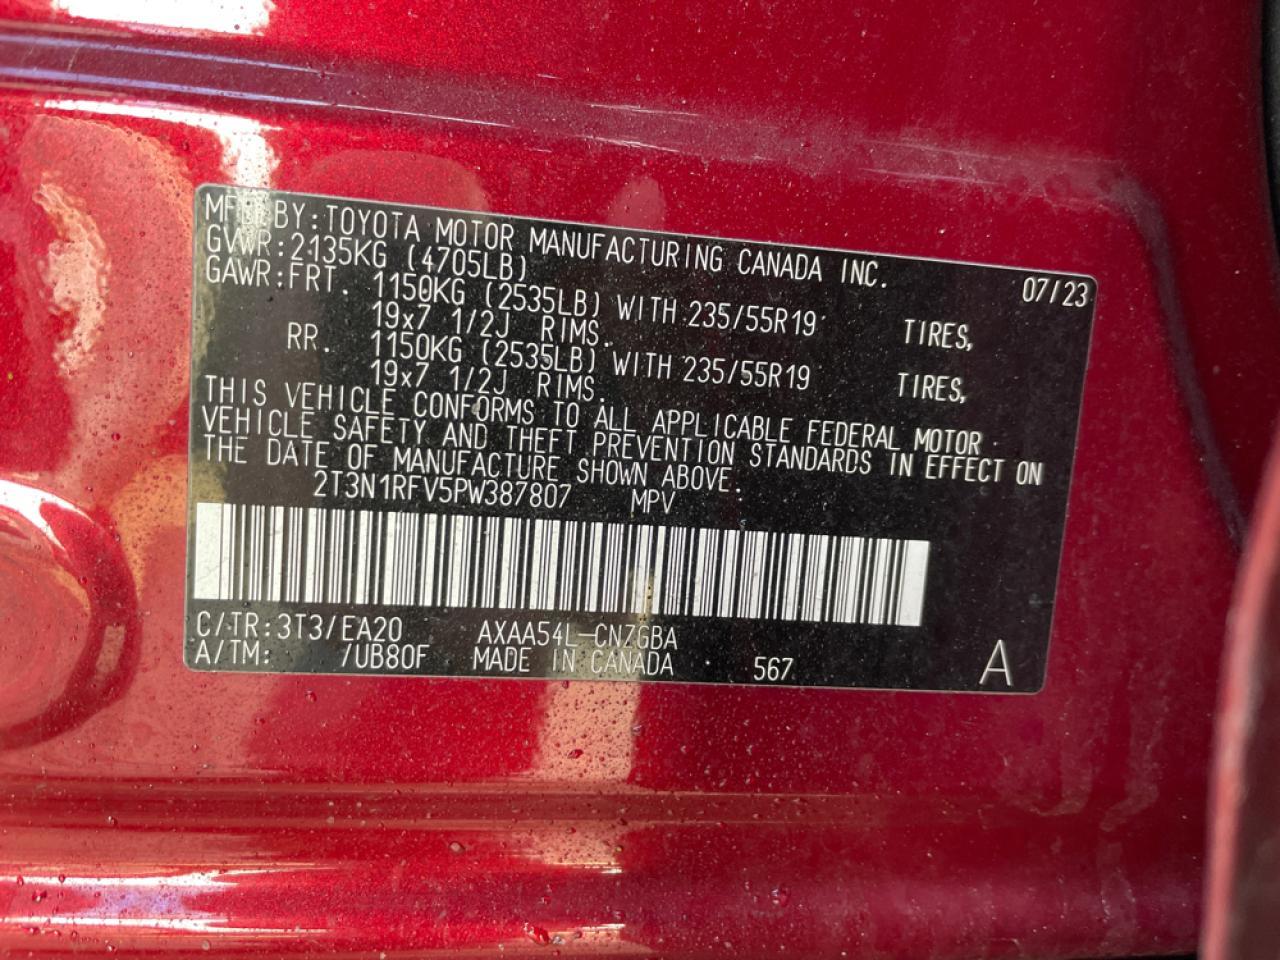 MFD BY:TOYOTA MOTOR MANUFACTURING CANADA INC. 07/23
GVWR:2135KG (4705LB)
GAWR:FRT. 1150KG (2535LB) WITH 235/55R19 TIRES,
19x7 1/2J RIMS.
RR. 1150KG (2535LB) WITH 235/55R19 TIRES,
19x7 1/2J RIMS.
THIS VEHICLE CONFORMS TO ALL APPLICABLE FEDERAL MOTOR
VEHICLE SAFETY AND THEFT PREVENTION STANDARDS IN EFFECT ON
THE DATE OF MANUFACTURE SHOWN ABOVE.
2T3N1RFV5PW387807 MPV
C/TR:3T3/EA20 AXAA54L-CNZGBA
A/TM: /UB80F MADE IN CANADA 567 A